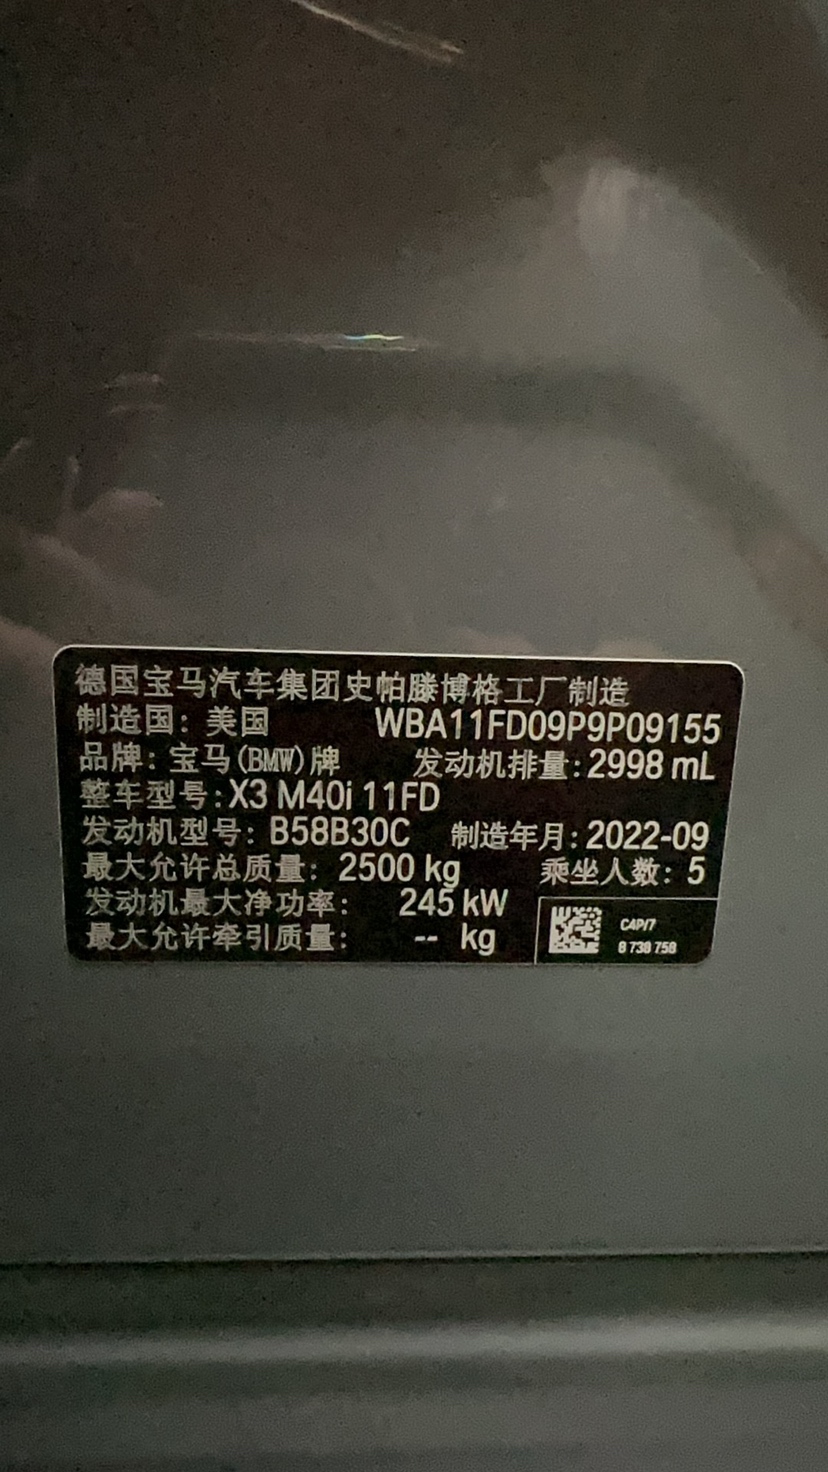 德国宝马汽车集团史帕滕博格工厂制造
制造国：美国 WBA11FD09P9P09155
品牌：宝马(BMW)牌 发动机排量：2998 mL
整车型号：X3 M40i 11FD
发动机型号：B58B30C 制造年月：2022-09
最大允许总质量：2500 kg 乘坐人数：5
发动机最大净功率：245 kW
最大允许牵引质量：-- kg
C4P/7
8 738 758